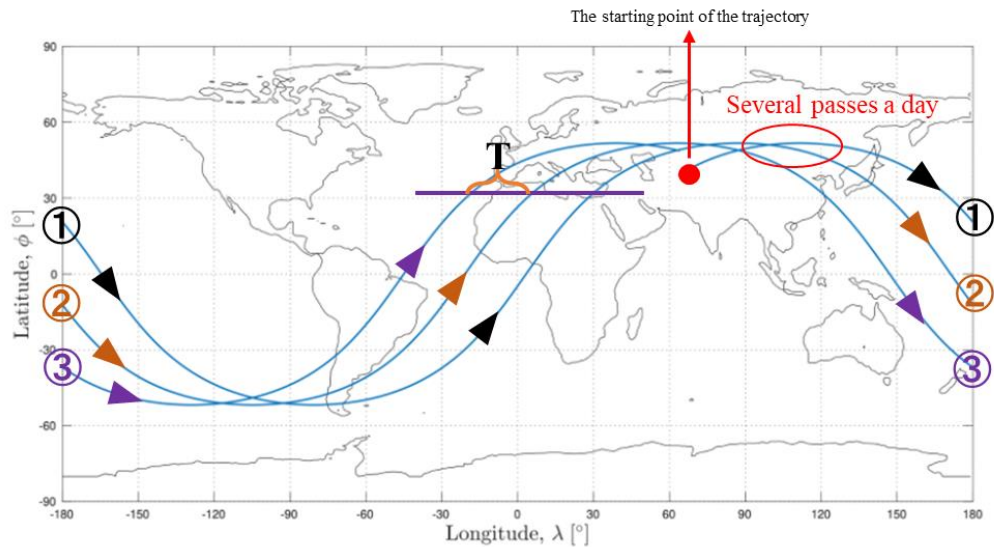 The starting point of the trajectory
Several passes a day
T
90
60
30
0
-30
-60
-90
Latitude, ϕ [°]
① ①
② ②
③ ③
-180 -150 -120 -90 -60 -30 0 30 60 90 120 150 180
Longitude, λ [°]